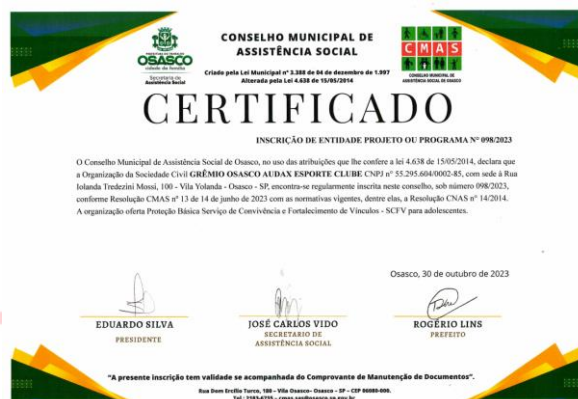 CONSELHO MUNICIPAL DE
ASSISTÊNCIA SOCIAL
Criado pela Lei Municipal nº 3.388 de 04 de dezembro de 1.997
Alterada pela Lei 4.638 de 15/05/2014
OSASCO
cidade da família
Secretaria de
Assistência Social
CMAS
CONSELHO MUNICIPAL DE
ASSISTÊNCIA SOCIAL DE OSASCO
CERTIFICADO
INSCRIÇÃO DE ENTIDADE PROJETO OU PROGRAMA Nº 098/2023
O Conselho Municipal de Assistência Social de Osasco, no uso das atribuições que lhe confere a lei 4.638 de 15/05/2014, declara que
a Organização da Sociedade Civil GRÊMIO OSASCO AUDAX ESPORTE CLUBE CNPJ nº 55.295.604/0002-85, com sede à Rua
Iolanda Tredezini Mossi, 100 - Vila Yolanda - Osasco - SP, encontra-se regularmente inscrita neste conselho, sob número 098/2023,
conforme Resolução CMAS nº 13 de 14 de junho de 2023 com as normativas vigentes, dentre elas, a Resolução CNAS nº 14/2014.
A organização oferta Proteção Básica Serviço de Convivência e Fortalecimento de Vínculos - SCFV para adolescentes.
Osasco, 30 de outubro de 2023
EDUARDO SILVA
PRESIDENTE
JOSÉ CARLOS VIDO
SECRETARIO DE
ASSISTÊNCIA SOCIAL
ROGÉRIO LINS
PREFEITO
"A presente inscrição tem validade se acompanhada do Comprovante de Manutenção de Documentos".
Rua Dom Ercílio Turco, 180 – Vila Osasco- Osasco – SP – CEP